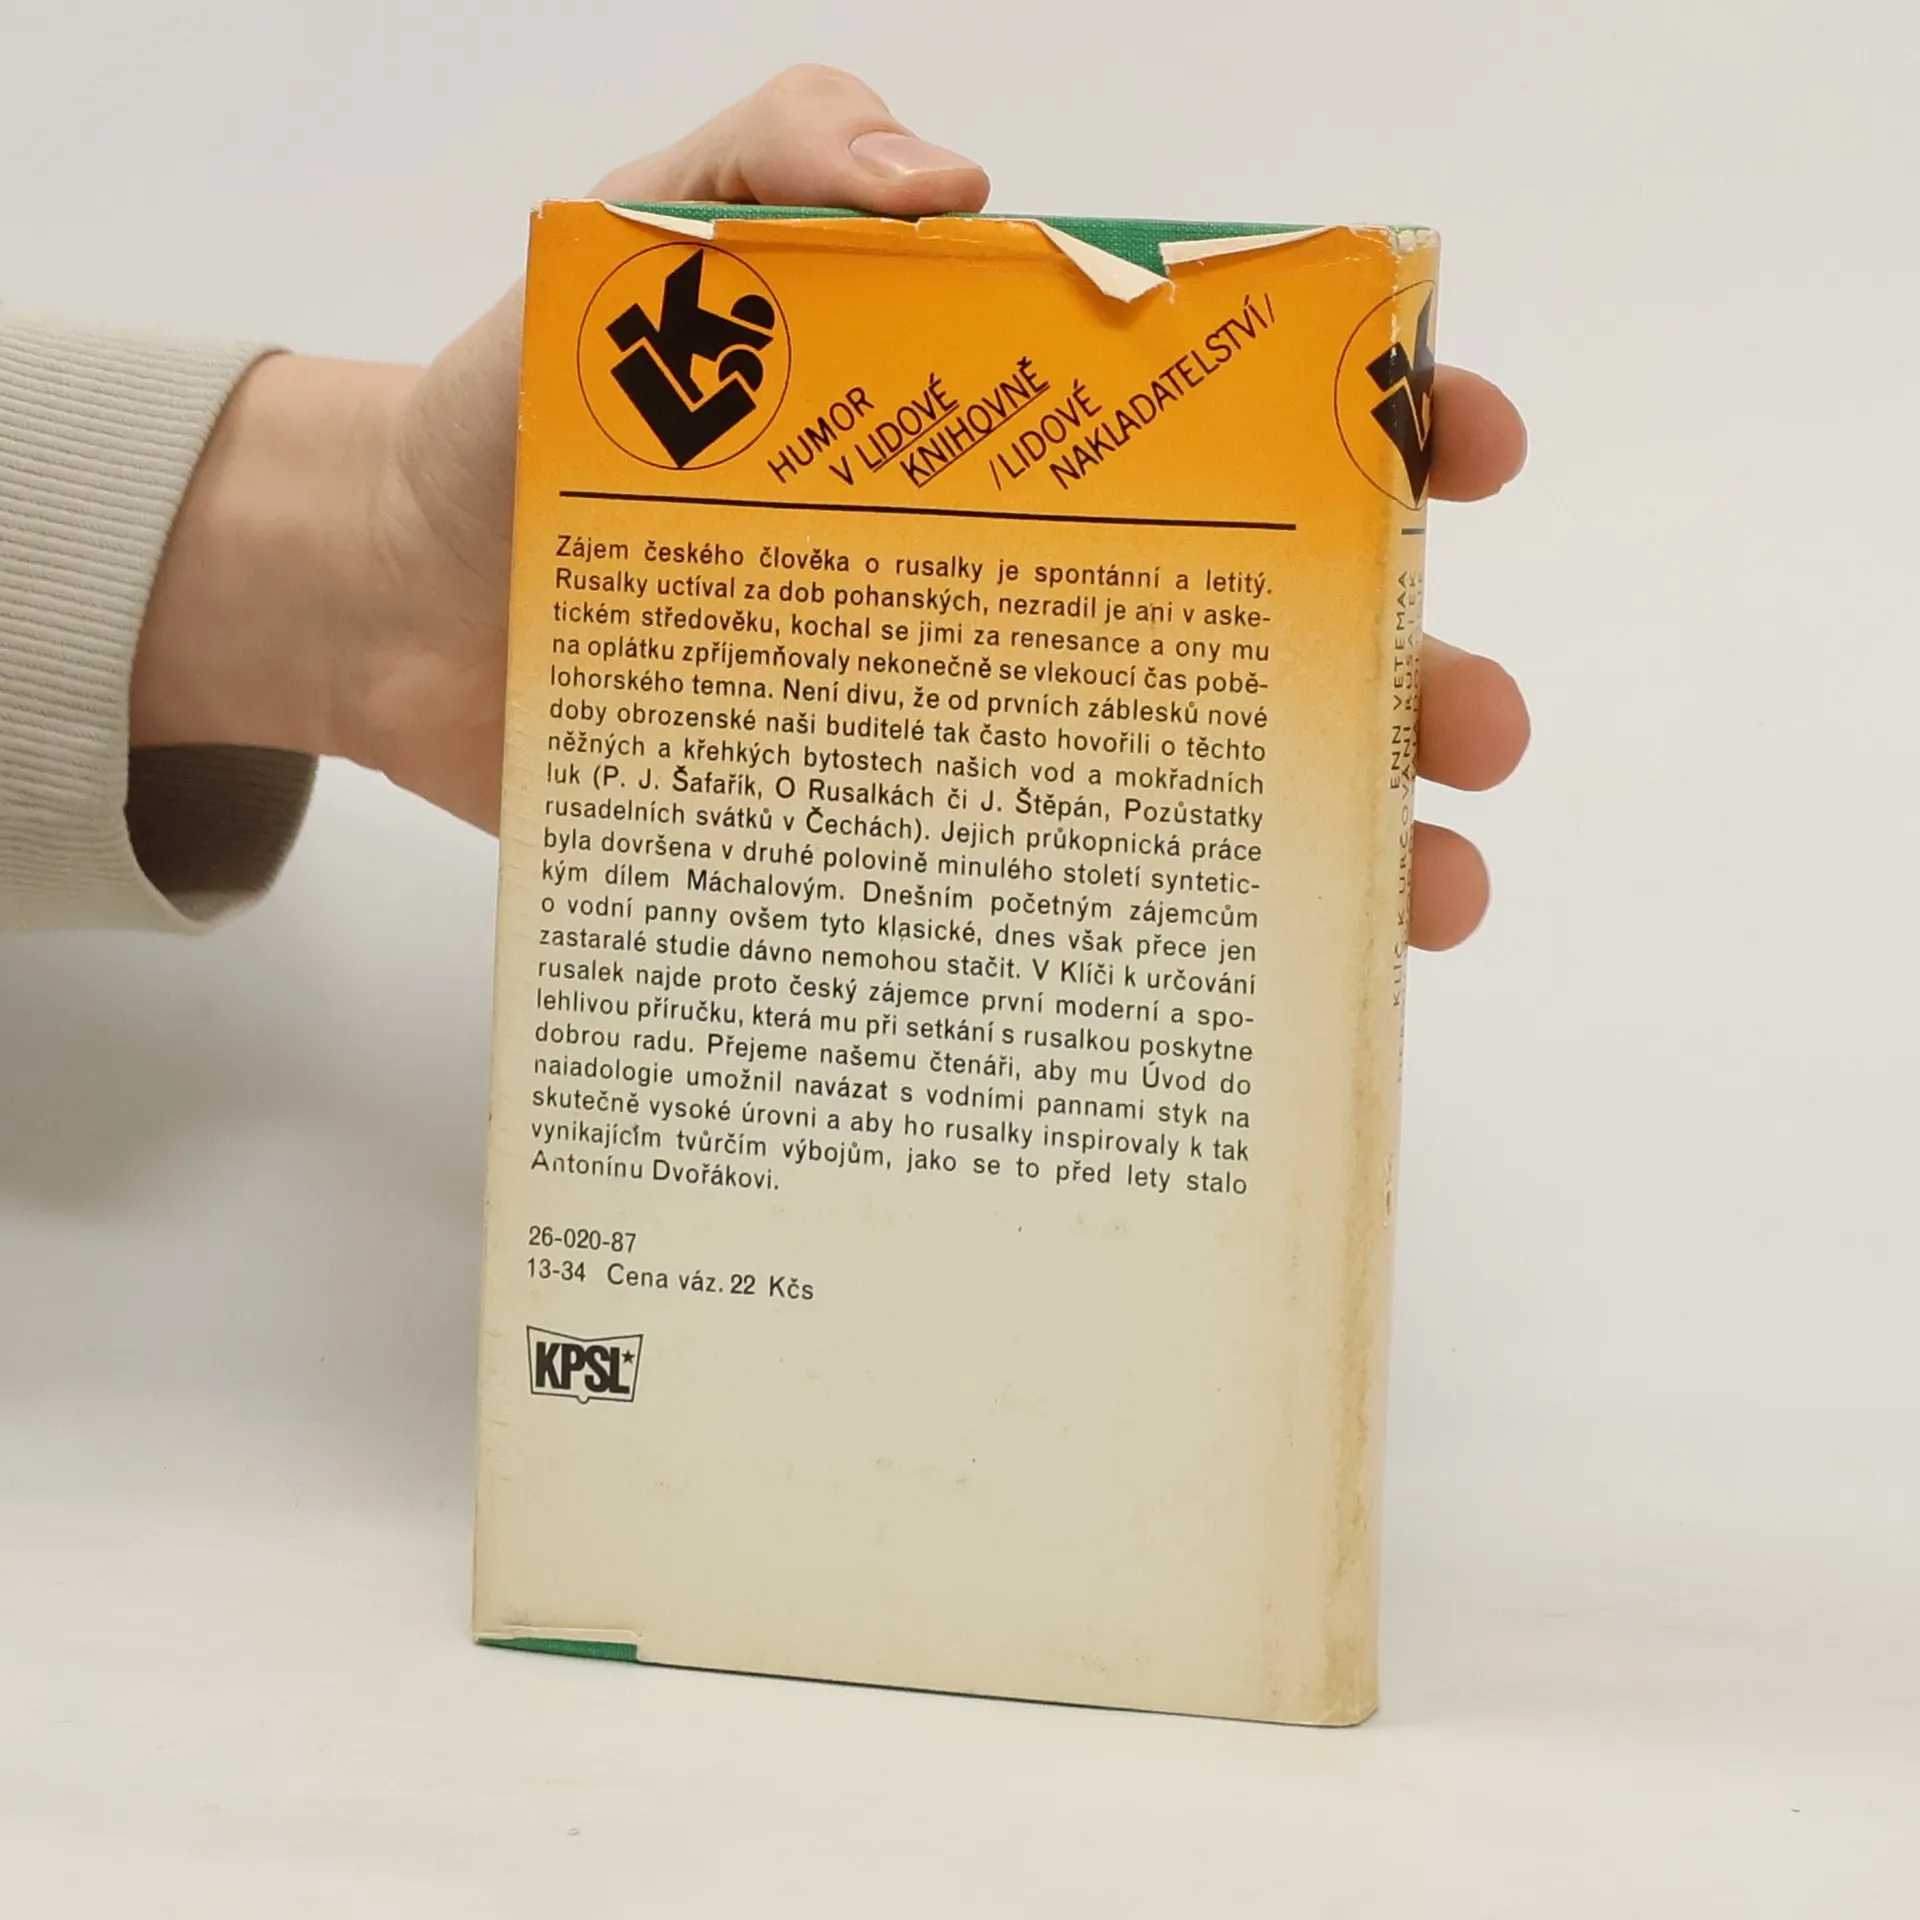 HUMOR
V LIDOVÉ
KNIHOVNĚ
/LIDOVÉ
NAKLADATELSTVÍ/
Zájem českého člověka o rusalky je spontánní a letitý.
Rusalky uctíval za dob pohanských, nezradil je ani v aske-
tickém středověku, kochal se jimi za renesance a ony mu
na oplátku zpříjemňovaly nekonečně se vlekoucí čas pobě-
lohorského temna. Není divu, že od prvních záblesků nové
doby obrozenské naši buditelé tak často hovořili o těchto
něžných a křehkých bytostech našich vod a mokřadních
luk (P. J. Šafařík, O Rusalkách či J. Štěpán, Pozůstatky
rusadelních svátků v Čechách). Jejich průkopnická práce
byla dovršena v druhé polovině minulého století syntetic-
kým dílem Máchalovým. Dnešním početným zájemcům
o vodní panny ovšem tyto klasické, dnes však přece jen
zastaralé studie dávno nemohou stačit. V Klíči k určování
rusalek najde proto český zájemce první moderní a spo-
lehlivou příručku, která mu při setkání s rusalkou poskytne
dobrou radu. Přejeme našemu čtenáři, aby mu Úvod do
naiadologie umožnil navázat s vodními pannami styk na
skutečně vysoké úrovni a aby ho rusalky inspirovaly k tak
vynikajícím tvůrčím výbojům, jako se to před lety stalo
Antonínu Dvořákovi.
26-020-87
13-34 Cena váz. 22 Kčs
KPSL
LK
ENN VETEMAA
KLÍČ K URČOVÁNÍ RUSALEK